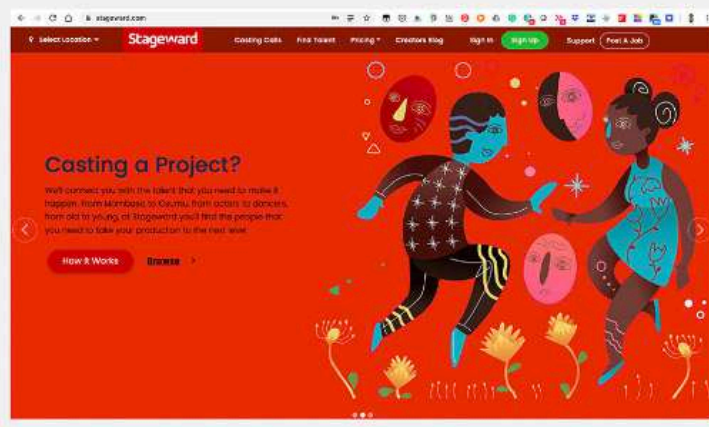 stageward.com
Select Location
Stageward
Casting Calls
Find Talent
Pricing
Creators Blog
Sign In
Sign Up
Support
Post A Job
Casting a Project?
We'll connect you with the talent that you need to make it
happen. From Mombasa to Czumu, from actors to dancers,
from old to young, at Stageward you'll find the people that
you need to take your production to the next level.
How It Works
Browse